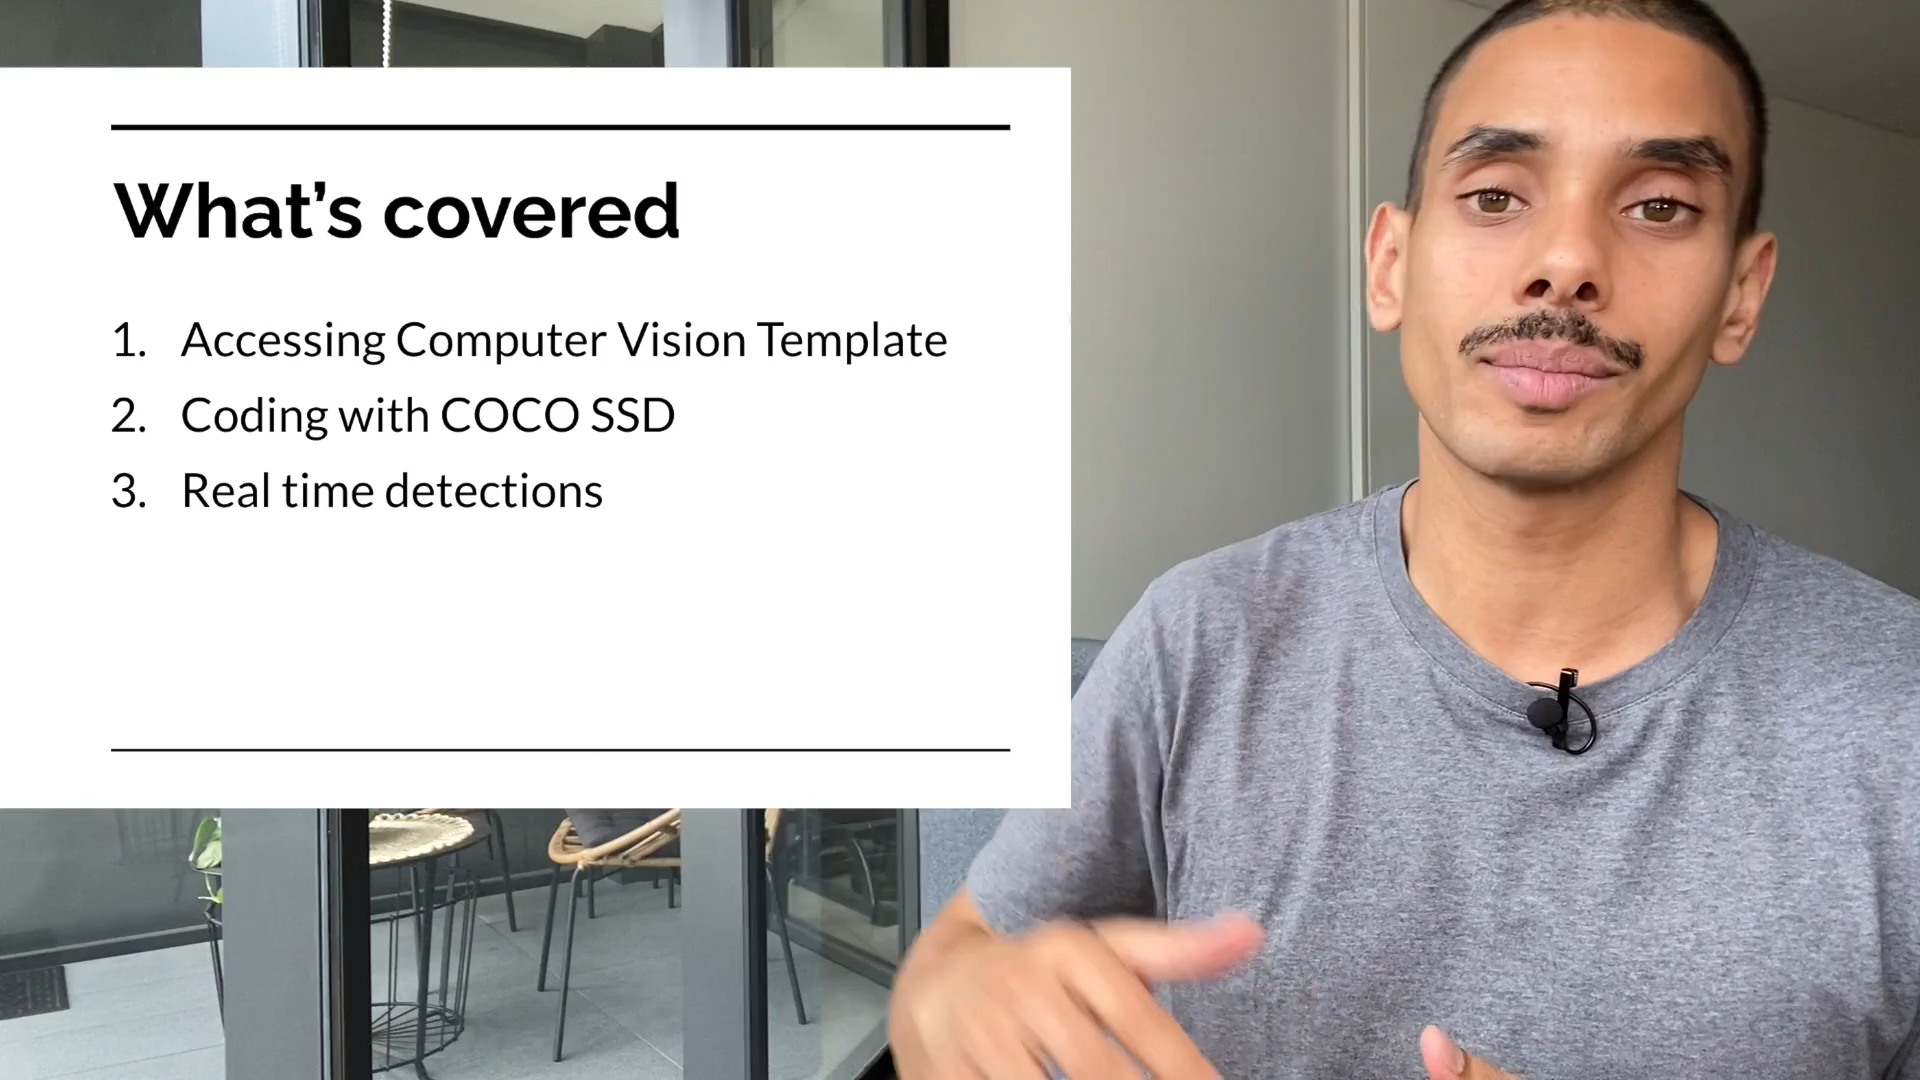 What’s covered
1. Accessing Computer Vision Template
2. Coding with COCO SSD
3. Real time detections